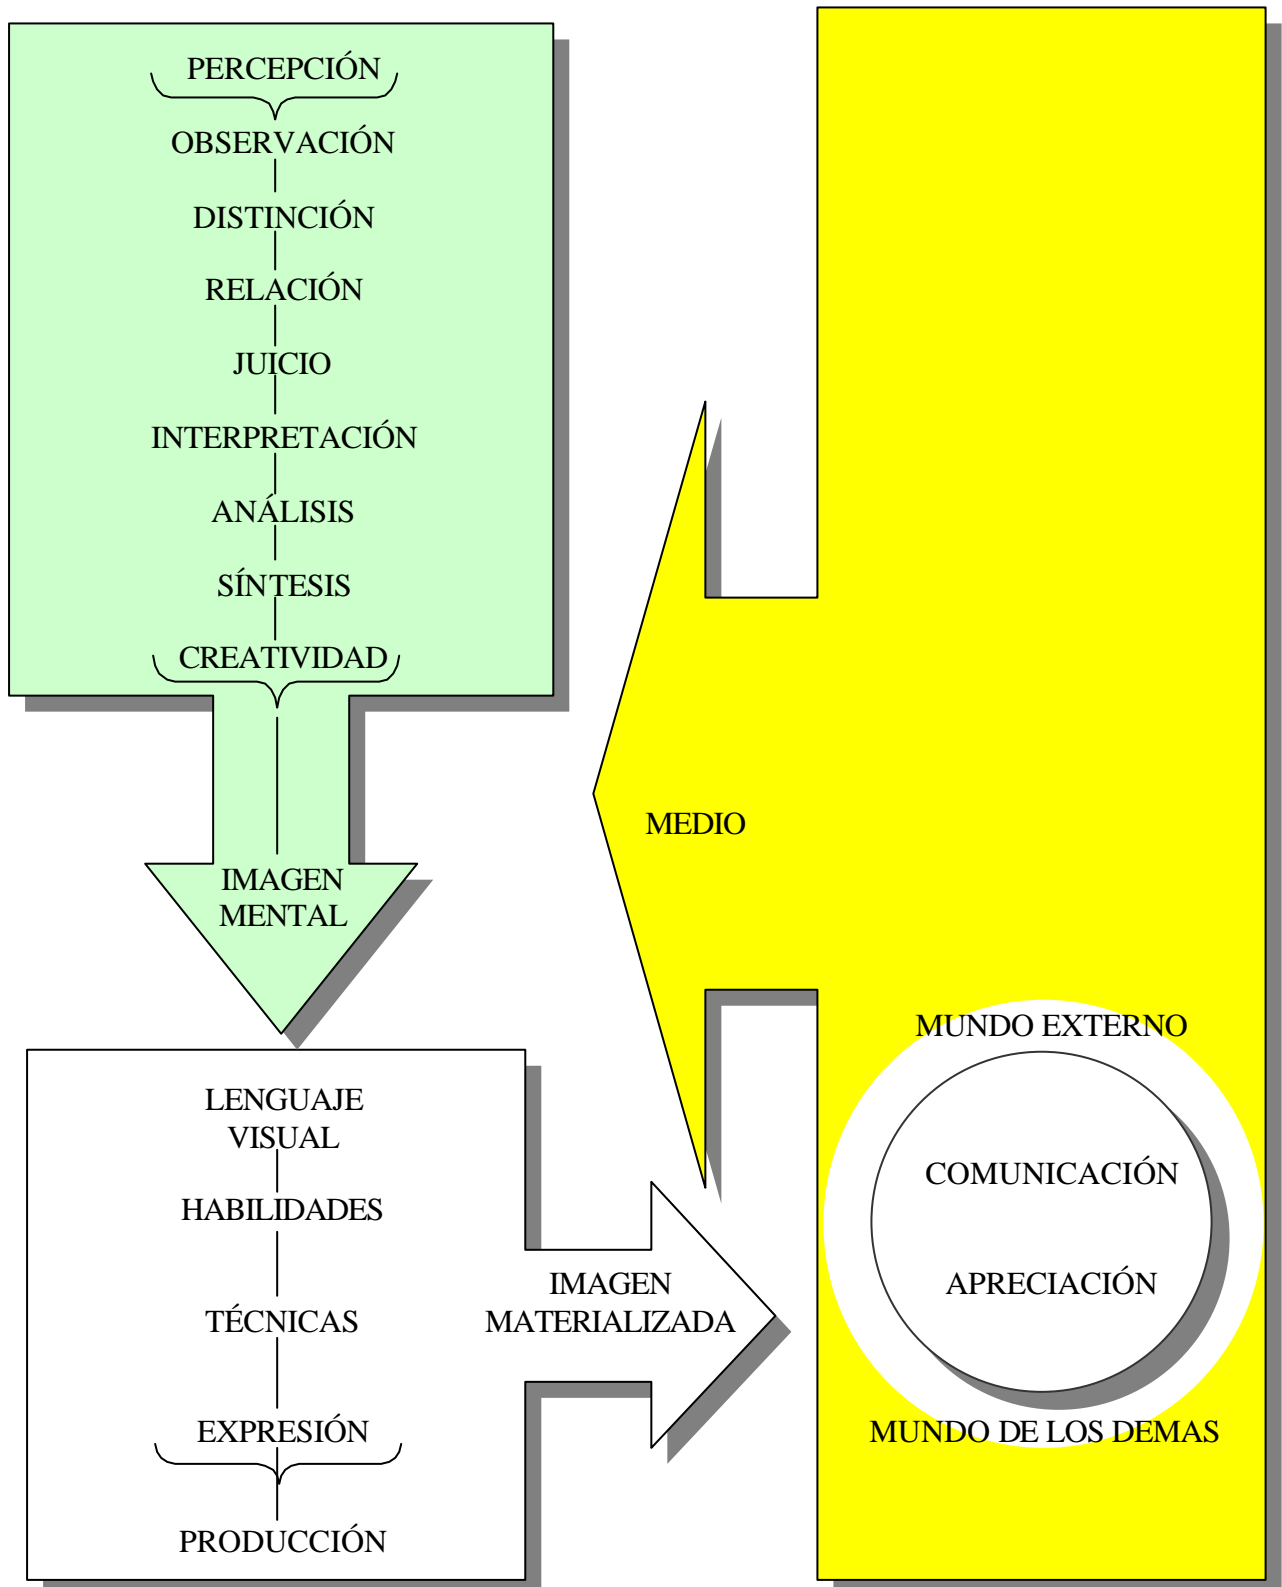 PERCEPCIÓN
OBSERVACIÓN
DISTINCIÓN
RELACIÓN
JUICIO
INTERPRETACIÓN
ANÁLISIS
SÍNTESIS
CREATIVIDAD
IMAGEN
MENTAL
LENGUAJE
VISUAL
HABILIDADES
TÉCNICAS
EXPRESIÓN
PRODUCCIÓN
IMAGEN
MATERIALIZADA
MEDIO
MUNDO EXTERNO
COMUNICACIÓN
APRECIACIÓN
MUNDO DE LOS DEMAS